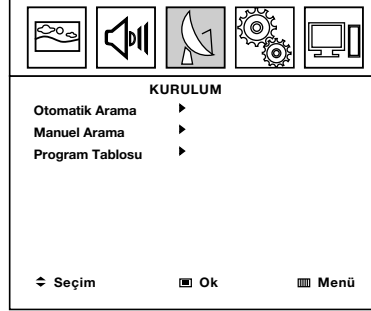 KURULUM
Otomatik Arama
Manuel Arama
Program Tablosu
Seçim Ok Menü